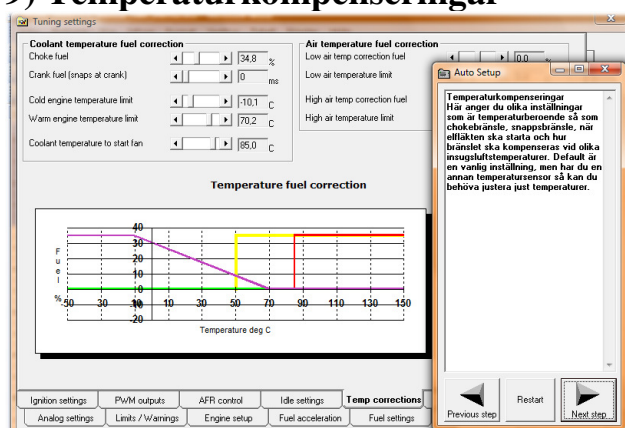 9) Temperaturkompenseringar
Tuning settings
Coolant temperature fuel correction
Choke fuel 34,8 %
Crank fuel (snaps at crank) 0 ms
Cold engine temperature limit -10,1 C
Warm engine temperature limit 70,2 C
Coolant temperature to start fan 85,0 C
Air temperature fuel correction
Low air temp correction fuel 0,0
Low air temperature limit
High air temp correction fuel
High air temperature limit
Temperature fuel correction
40
30
20
10
-20
Fuel %
-50 30 10 30 50 70 90 110 130 150
Temperature deg C
Ignition settings PWM outputs AFR control Idle settings Temp corrections
Analog settings Limits / Warnings Engine setup Fuel acceleration Fuel settings
Auto Setup
Temperaturkompenseringar
Här anger du olika inställningar
som är temperaturberoende så som
chokebränsle, snappsbränsle, när
elfläkten ska starta och hur
bränslet ska kompenseras vid olika
insugsluftstemperaturer. Default är
en vanlig inställning, men har du en
annan temperatursensor så kan du
behöva justera just temperaturer.
Previous step Restart Next step